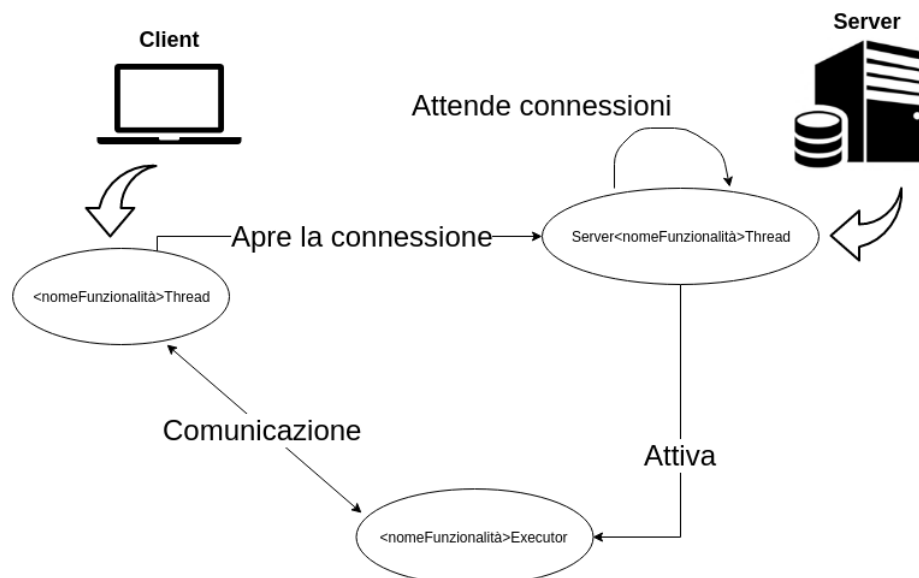 Client
Server
Attende connessioni
Apre la connessione
Server<nomeFunzionalità>Thread
<nomeFunzionalità>Thread
Comunicazione
Attiva
<nomeFunzionalità>Executor